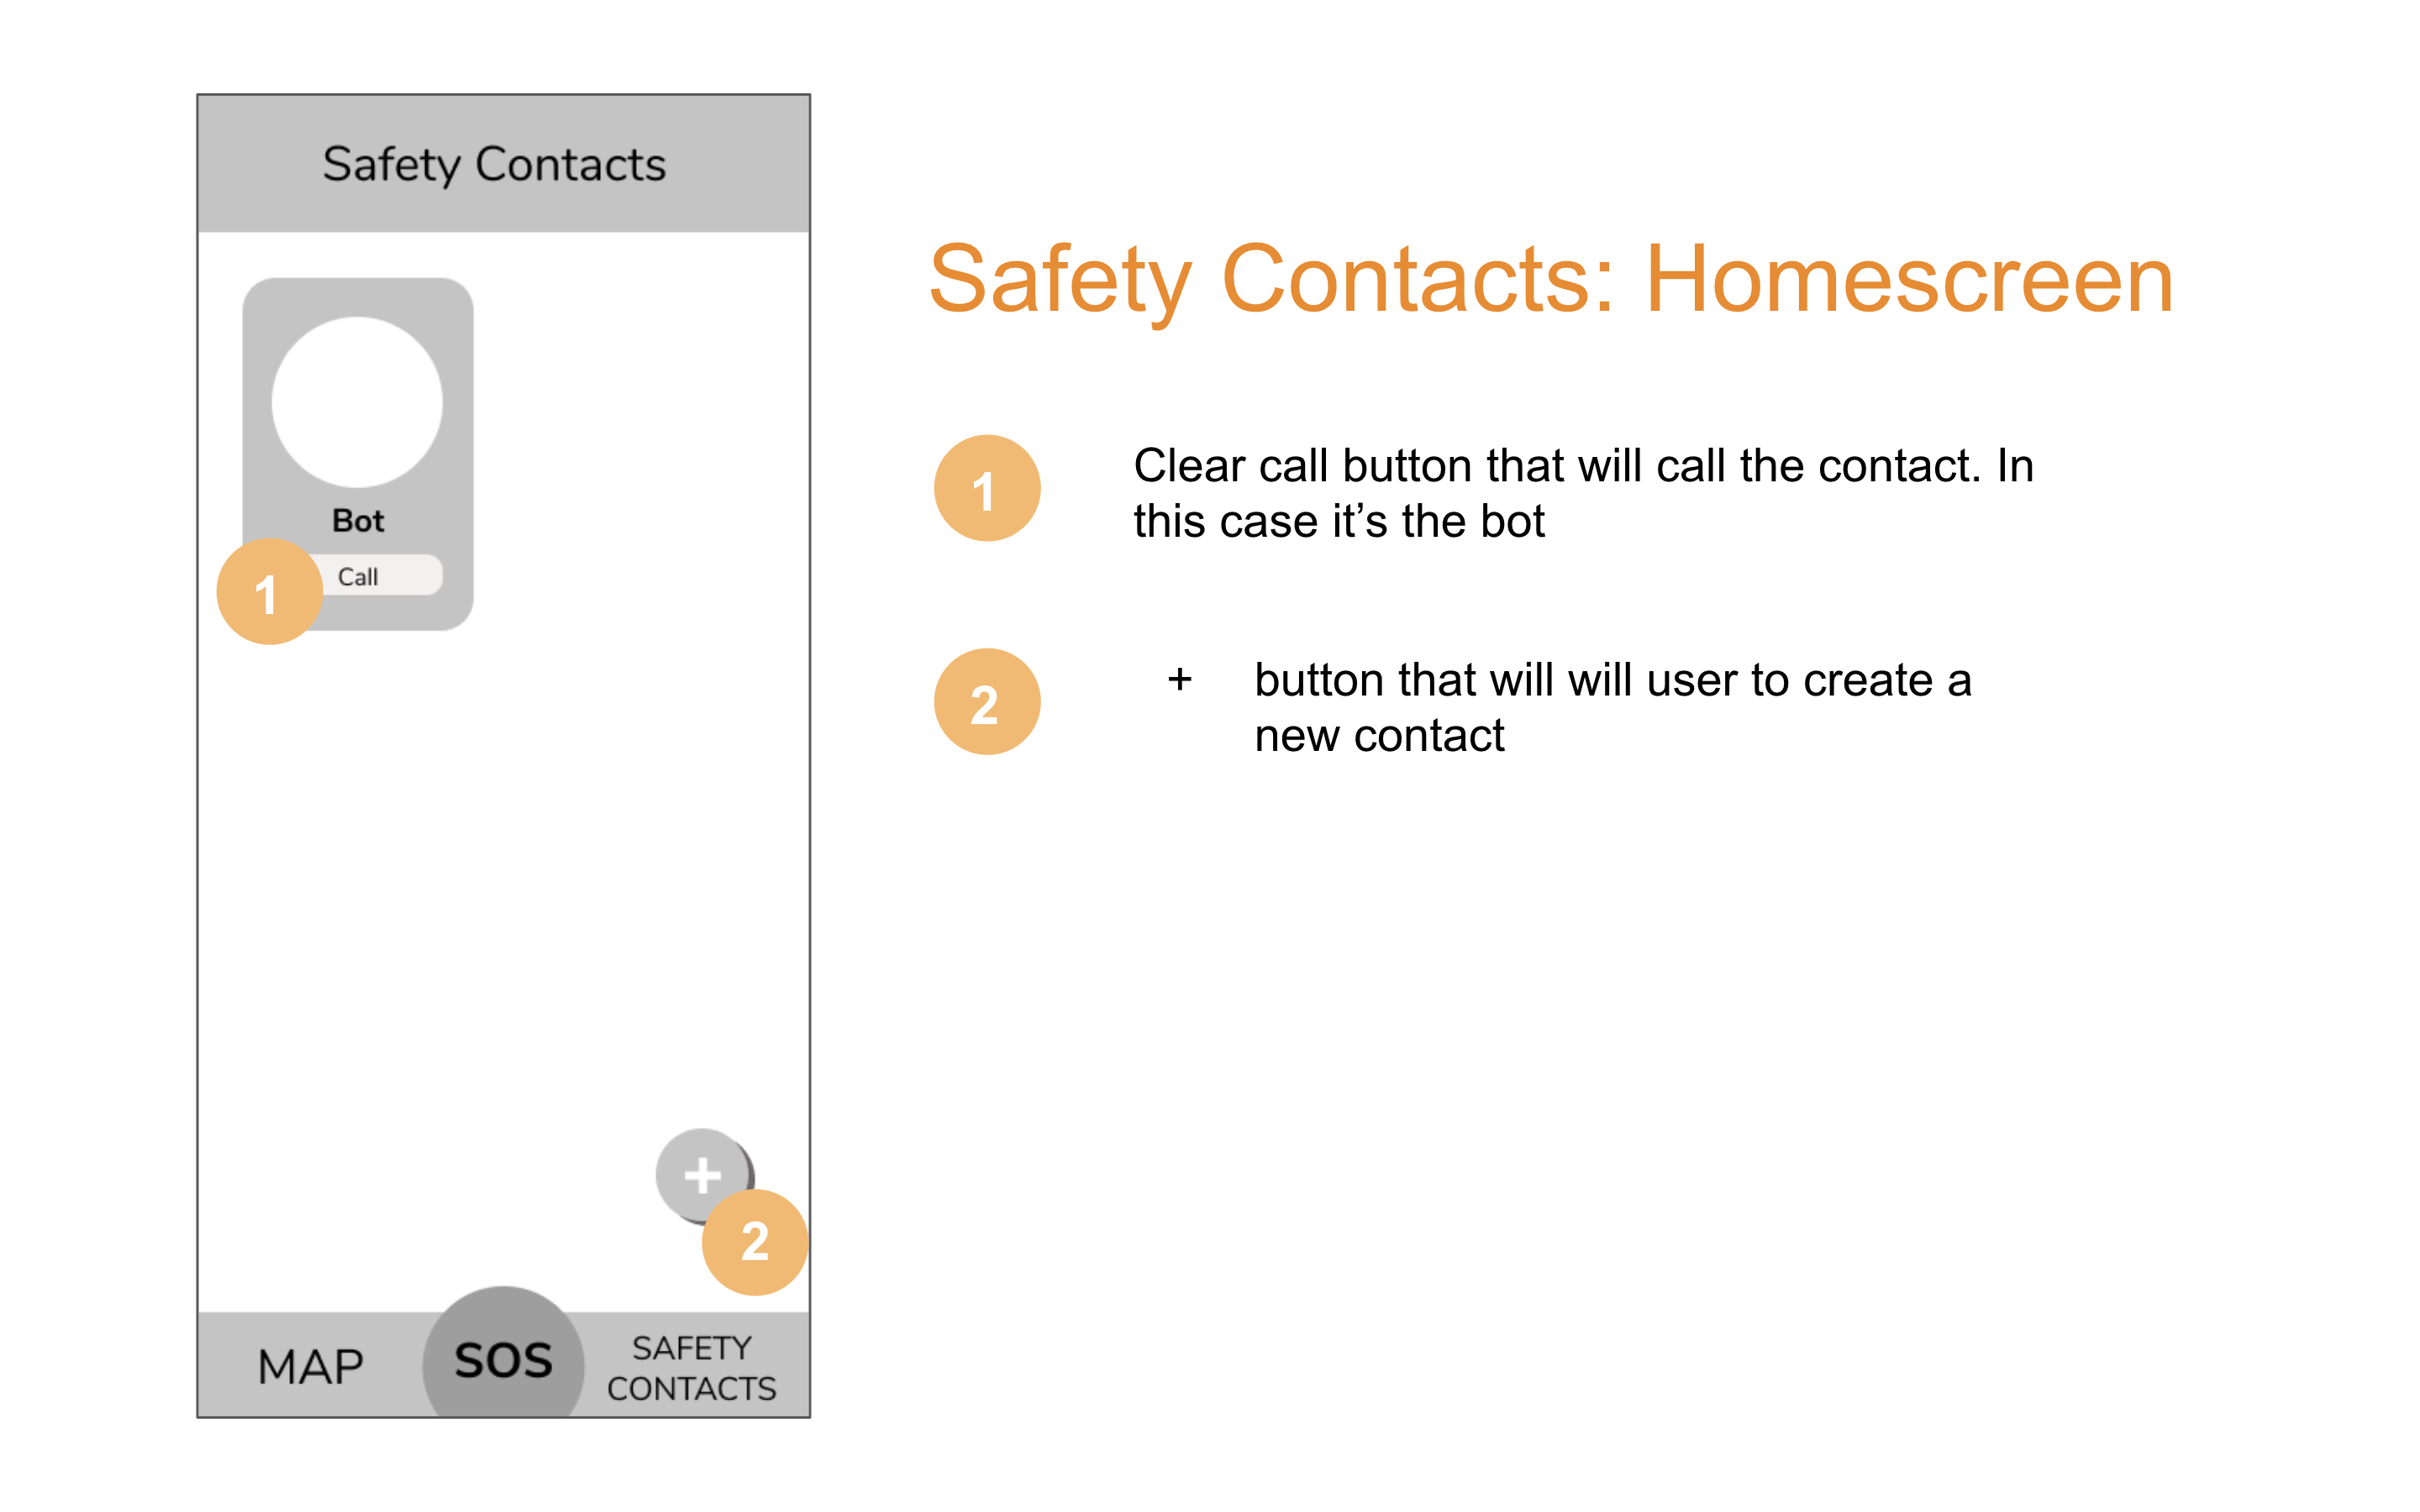 Safety Contacts
Bot
Call
1
+
2
MAP
SOS
SAFETY
CONTACTS
Safety Contacts: Homescreen
1
Clear call button that will call the contact. In
this case it’s the bot
2
+ button that will will user to create a
new contact